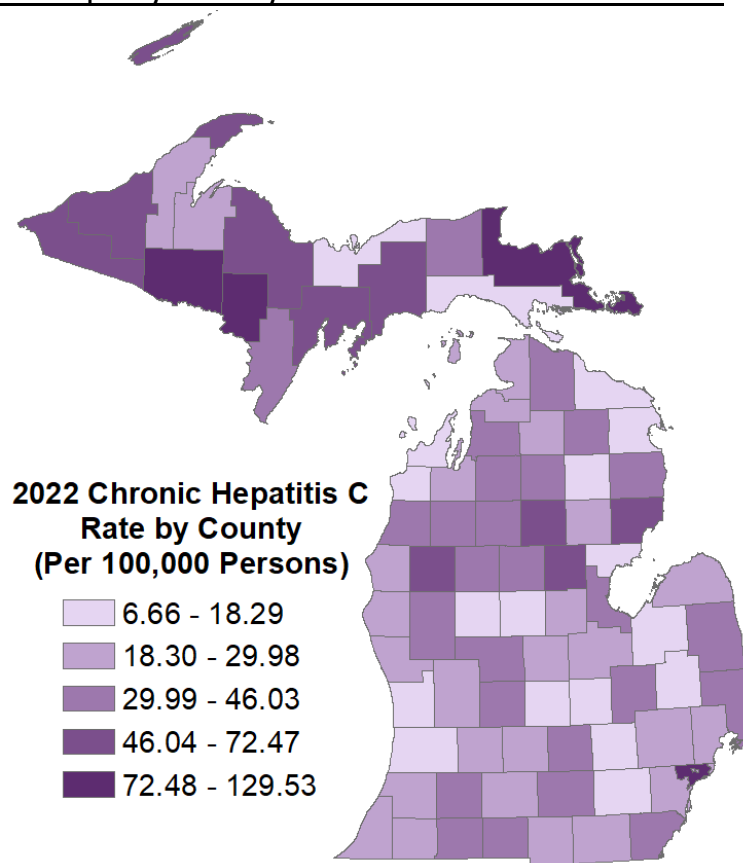 2022 Chronic Hepatitis C
Rate by County
(Per 100,000 Persons)
6.66 - 18.29
18.30 - 29.98
29.99 - 46.03
46.04 - 72.47
72.48 - 129.53